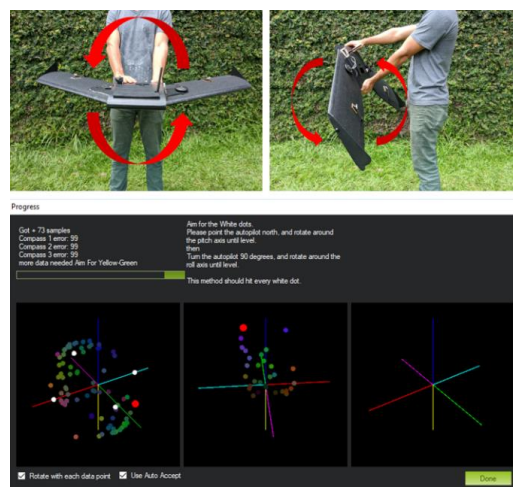 Progress
Got + 73 samples
Compass 1 error: 99
Compass 2 error: 99
Compass 3 error: 99
more data needed Aim For Yellow-Green
Aim for the White dots.
Please point the autopilot north, and rotate around
the pitch axis until level.
then
Turn the autopilot 90 degrees, and rotate around the
roll axis until level.
This method should hit every white dot.
Rotate with each data point
Use Auto Accept
Done